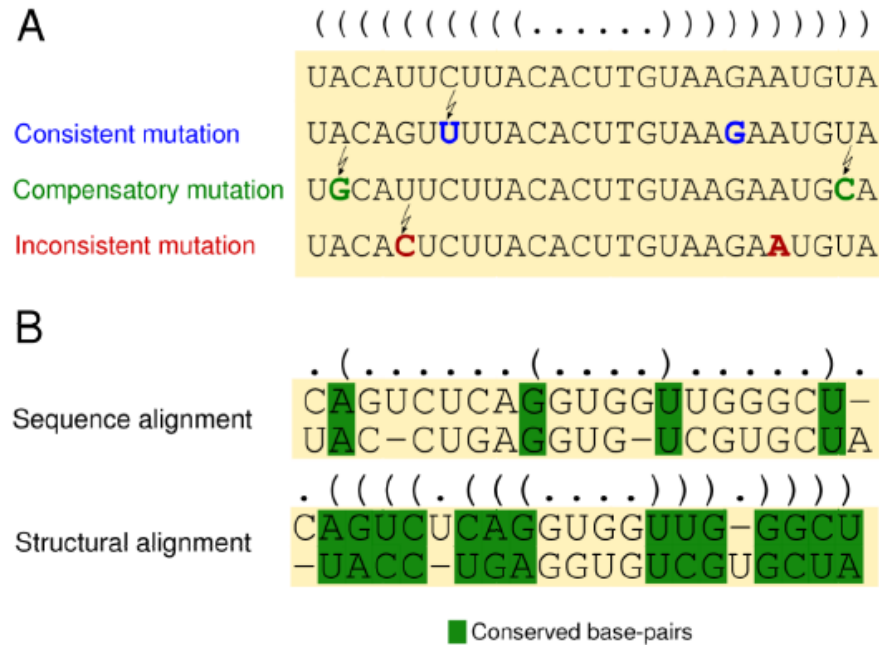 A
((((((((((......))))))))))
UACAUUCUUACACUTGUAAGAAUGUA
Consistent mutation UACAGUUUUACACUTGUAAGAAUGUA
Compensatory mutation UGCAUUCUUACACUTGUAAGAAUGCA
Inconsistent mutation UACACUCUUACACUTGUAAGAAUGUA
B
.(......(....).....).
Sequence alignment
CAGUCUCAGGUGGUUGGGCU-
UAC-CUGAGGUG-UCGUGCUA
.((((.(((....))).))))
Structural alignment
CAGUCUCAGGUGGUUG-GGCU
-UACC-UGAGGUGUCGUGCUA
Conserved base-pairs